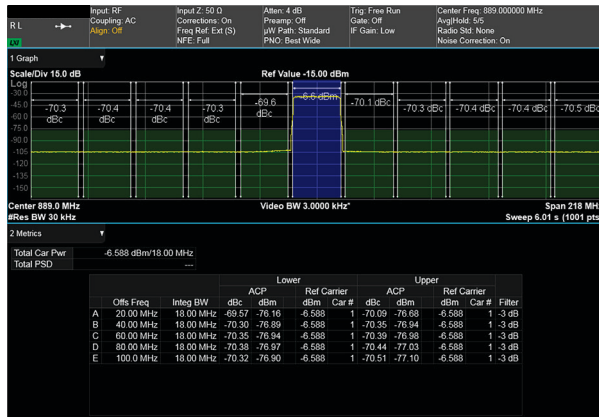 R L
Input: RF
Coupling: AC
Align: Off
Input Z: 50 Ω
Corrections: On
Freq Ref: Ext (S)
NFE: Full
Atten: 4 dB
Preamp: Off
µW Path: Standard
PNO: Best Wide
Trig: Free Run
Gate: Off
IF Gain: Low
Center Freq: 889.000000 MHz
Avg|Hold: 5/5
Radio Std: None
Noise Correction: On
1 Graph
Scale/Div 15.0 dB
Ref Value -15.00 dBm
Log
-30.0
-45.0
-60.0
-75.0
-90.0
-105
-120
-135
-150
-70.3 dBc
-70.4 dBc
-70.4 dBc
-70.3 dBc
-69.6 dBc
-6.6 dBm
-70.1 dBc
-70.3 dBc
-70.4 dBc
-70.4 dBc
-70.5 dBc
Center 889.0 MHz
Video BW 3.0000 kHz*
Span 218 MH
#Res BW 30 kHz
Sweep 6.01 s (1001 pts
2 Metrics
Total Car Pwr -6.588 dBm/18.00 MHz
Total PSD ---
Lower Upper
ACP Ref Carrier ACP Ref Carrier
Offs Freq Integ BW dBc dBm dBm Car # dBc dBm dBm Car # Filter
A 20.00 MHz 18.00 MHz -69.57 -76.16 -6.588 1 -70.09 -76.68 -6.588 1 -3 dB
B 40.00 MHz 18.00 MHz -70.30 -76.89 -6.588 1 -70.35 -76.94 -6.588 1 -3 dB
C 60.00 MHz 18.00 MHz -70.35 -76.94 -6.588 1 -70.39 -76.98 -6.588 1 -3 dB
D 80.00 MHz 18.00 MHz -70.38 -76.97 -6.588 1 -70.44 -77.03 -6.588 1 -3 dB
E 100.0 MHz 18.00 MHz -70.32 -76.90 -6.588 1 -70.51 -77.10 -6.588 1 -3 dB